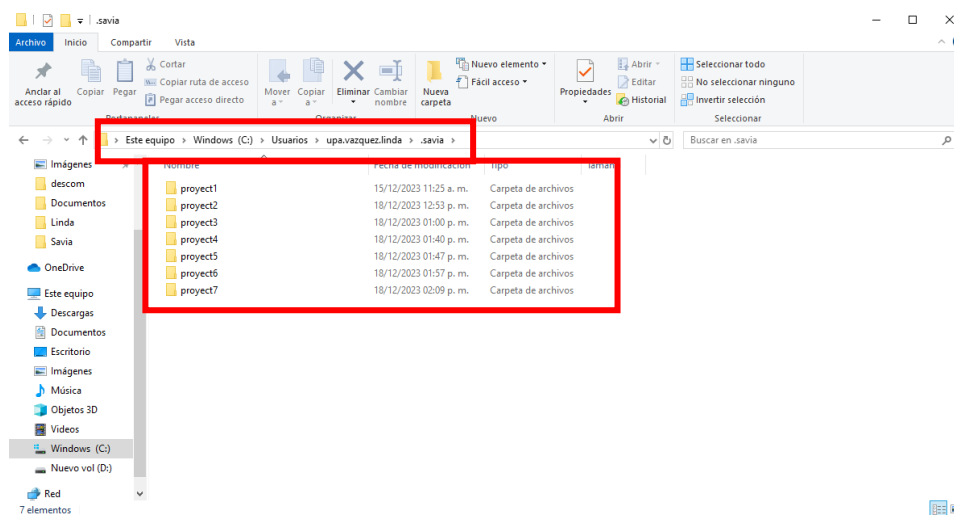 .savia
Archivo Inicio Compartir Vista
Anclar al acceso rápido
Copiar
Pegar
Cortar
Copiar ruta de acceso
Pegar acceso directo
Mover a
Copiar a
Eliminar
Cambiar nombre
Nueva carpeta
Nuevo elemento
Fácil acceso
Propiedades
Abrir
Editar
Historial
Seleccionar todo
No seleccionar ninguno
Invertir selección
Organizar Nuevo Abrir Seleccionar
Este equipo > Windows (C:) > Usuarios > upa.vazquez.linda > .savia >
Buscar en .savia
Nombre Fecha de modificación Tipo
proyect1 15/12/2023 11:25 a. m. Carpeta de archivos
proyect2 18/12/2023 12:53 p. m. Carpeta de archivos
proyect3 18/12/2023 01:00 p. m. Carpeta de archivos
proyect4 18/12/2023 01:40 p. m. Carpeta de archivos
proyect5 18/12/2023 01:47 p. m. Carpeta de archivos
proyect6 18/12/2023 01:57 p. m. Carpeta de archivos
proyect7 18/12/2023 02:09 p. m. Carpeta de archivos
Imágenes
descom
Documentos
Linda
Savia
OneDrive
Este equipo
Descargas
Documentos
Escritorio
Imágenes
Música
Objetos 3D
Videos
Windows (C:)
Nuevo vol (D:)
Red
7 elementos